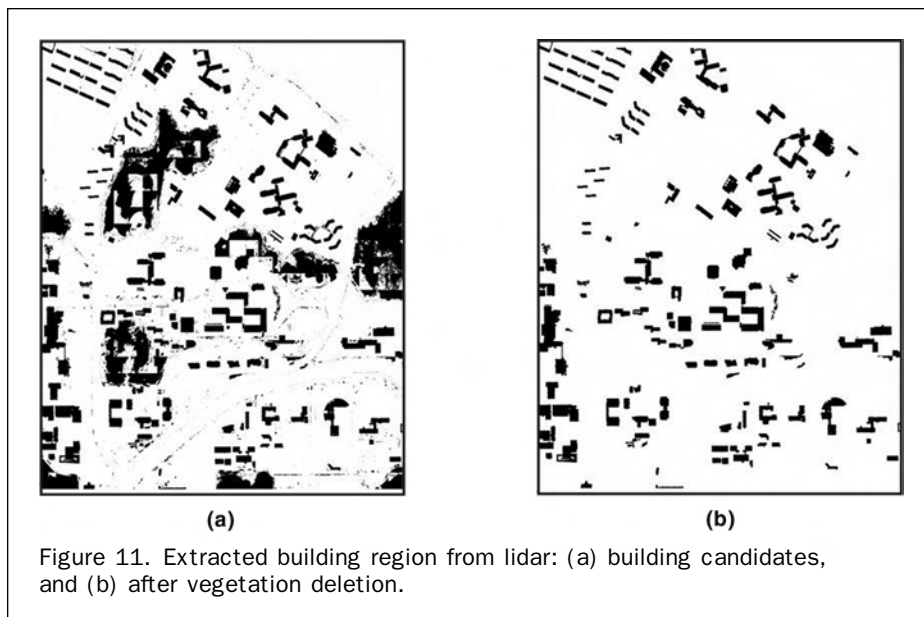 (a)
(b)
Figure 11. Extracted building region from lidar: (a) building candidates,
and (b) after vegetation deletion.